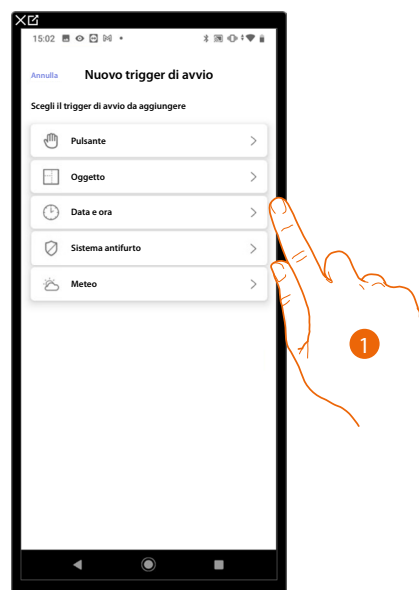 15:02
Annulla
Nuovo trigger di avvio
Scegli il trigger di avvio da aggiungere
Pulsante
Oggetto
Data e ora
Sistema antifurto
Meteo
1